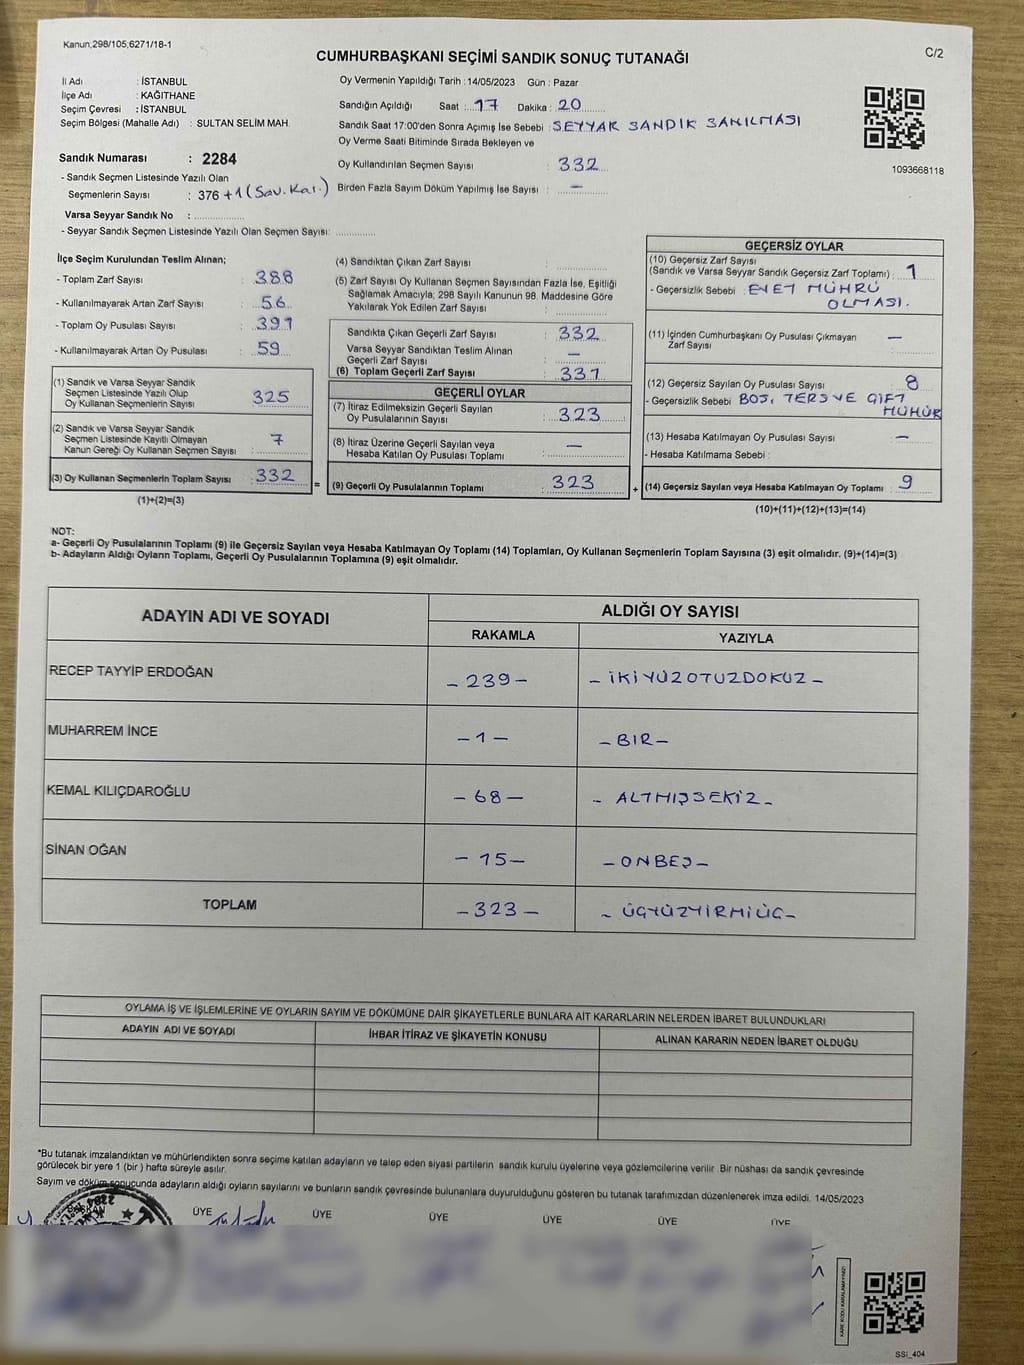 Kanun;298/105;6271/18-1
C/2
CUMHURBAŞKANI SEÇİMİ SANDIK SONUÇ TUTANAĞI
İl Adı : İSTANBUL
İlçe Adı : KAĞITHANE
Seçim Çevresi : İSTANBUL
Seçim Bölgesi (Mahalle Adı) : SULTAN SELİM MAH.
Sandık Numarası : 2284
- Sandık Seçmen Listesinde Yazılı Olan
Seçmenlerin Sayısı : 376 +1 (Sav. Kar.)
Varsa Seyyar Sandık No :
- Seyyar Sandık Seçmen Listesinde Yazılı Olan Seçmen Sayısı:
Oy Vermenin Yapıldığı Tarih : 14/05/2023 Gün : Pazar
Sandığın Açıldığı Saat : 17 Dakika : 20
Sandık Saat 17:00'den Sonra Açımış İse Sebebi : SEYYAR SANDIK SANILMASI
Oy Verme Saati Bitiminde Sırada Bekleyen ve
Oy Kullandırılan Seçmen Sayısı : 332
Birden Fazla Sayım Döküm Yapılmış İse Sayısı : —
1093668118
İlçe Seçim Kurulundan Teslim Alınan;
- Toplam Zarf Sayısı : 388
- Kullanılmayarak Artan Zarf Sayısı : 56
- Toplam Oy Pusulası Sayısı : 391
- Kullanılmayarak Artan Oy Pusulası : 59
(1) Sandık ve Varsa Seyyar Sandık
Seçmen Listesinde Yazılı Olup
Oy Kullanan Seçmenlerin Sayısı 325
(2) Sandık ve Varsa Seyyar Sandık
Seçmen Listesinde Kayıtlı Olmayan
Kanun Gereği Oy Kullanan Seçmen Sayısı : 7
(3) Oy Kullanan Seçmenlerin Toplam Sayısı : 332
(1)+(2)=(3)
(4) Sandıktan Çıkan Zarf Sayısı :
(5) Zarf Sayısı Oy Kullanan Seçmen Sayısından Fazla İse, Eşitliği
Sağlamak Amacıyla, 298 Sayılı Kanunun 98. Maddesine Göre
Yakılarak Yok Edilen Zarf Sayısı :
Sandıkta Çıkan Geçerli Zarf Sayısı : 332
Varsa Seyyar Sandıktan Teslim Alınan
Geçerli Zarf Sayısı : —
(6) Toplam Geçerli Zarf Sayısı : 331
GEÇERLİ OYLAR
(7) İtiraz Edilmeksizin Geçerli Sayılan
Oy Pusulasının Sayısı : 323
(8) İtiraz Üzerine Geçerli Sayılan veya
Hesaba Katılan Oy Pusulası Toplamı : —
= (9) Geçerli Oy Pusulalarının Toplamı : 323 +
GEÇERSİZ OYLAR
(10) Geçersiz Zarf Sayısı
(Sandık ve Varsa Seyyar Sandık Geçersiz Zarf Toplamı) : 1
- Geçersizlik Sebebi : EVET MÜHRÜ
OLMASI.
(11) İçinden Cumhurbaşkanı Oy Pusulası Çıkmayan
Zarf Sayısı : —
(12) Geçersiz Sayılan Oy Pusulası Sayısı : 8
- Geçersizlik Sebebi BOŞ, TERS VE ÇİFT
MÜHÜR
(13) Hesaba Katılmayan Oy Pusulası Sayısı : —
- Hesaba Katılmama Sebebi :
(14) Geçersiz Sayılan veya Hesaba Katılmayan Oy Toplamı : 9
(10)+(11)+(12)+(13)=(14)
NOT:
a- Geçerli Oy Pusulalarının Toplamı (9) ile Geçersiz Sayılan veya Hesaba Katılmayan Oy Toplamı (14) Toplamları, Oy Kullanan Seçmenlerin Toplam Sayısına (3) eşit olmalıdır. (9)+(14)=(3)
b- Adayların Aldığı Oyların Toplamı, Geçerli Oy Pusulalarının Toplamına (9) eşit olmalıdır.
ADAYIN ADI VE SOYADI
ALDIĞI OY SAYISI
RAKAMLA YAZIYLA
RECEP TAYYİP ERDOĞAN – 239 – – İKİYÜZOTUZDOKUZ –
MUHARREM İNCE – 1 – – BIR –
KEMAL KILIÇDAROĞLU – 68 – – ALTMIŞSEKİZ –
SİNAN OĞAN – 15 – – ONBEŞ –
TOPLAM – 323 – – ÜÇYÜZYİRMİÜÇ –
OYLAMA İŞ VE İŞLEMLERİNE VE OYLARIN SAYIM VE DÖKÜMÜNE DAİR ŞİKAYETLERLE BUNLARA AİT KARARLARIN NELERDEN İBARET BULUNDUKLARI
ADAYIN ADI VE SOYADI İHBAR İTİRAZ VE ŞİKAYETİN KONUSU ALINAN KARARIN NEDEN İBARET OLDUĞU
*Bu tutanak imzalandıktan ve mühürlendikten sonra seçime katılan adayların ve talep eden siyasi partilerin sandık kurulu üyelerine veya gözlemcilerine verilir. Bir nüshası da sandık çevresinde
görülecek bir yere 1 (bir ) hafta süreyle asılır.
Sayım ve döküm sonucunda adayların aldığı oyların sayılarını ve bunların sandık çevresinde bulunanlara duyurulduğunu gösteren bu tutanak tarafımızdan düzenlenerek imza edildi. 14/05/2023
BAŞKAN ÜYE ÜYE ÜYE ÜYE ÜYE ÜYE
2284
KARE KODU KARALAMAYINIZ!
SSI_404